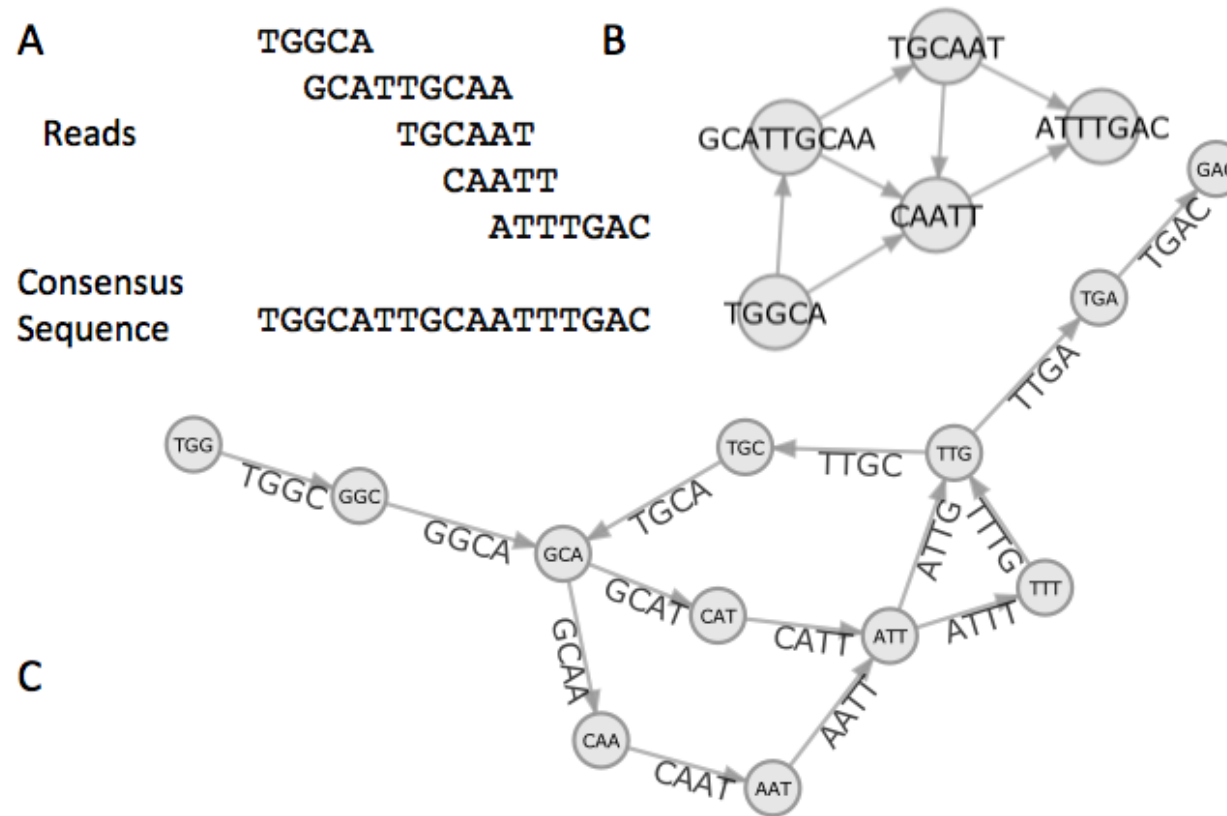 A
TGGCA
GCATTGCAA
Reads
TGCAAT
CAATT
ATTTGAC
Consensus
Sequence
TGGCATTGCAATTTGAC
B
TGCAAT
GCATTGCAA
ATTTGAC
CAATT
TGGCA
C
GAC
TGAC
TGA
TTGA
TGG
TGGC
GGC
GGCA
GCA
TGCA
TGC
TTGC
TTG
GCAT
CAT
CATT
ATT
ATTG
TTTG
TTT
ATTT
GCAA
CAA
CAAT
AAT
AATT